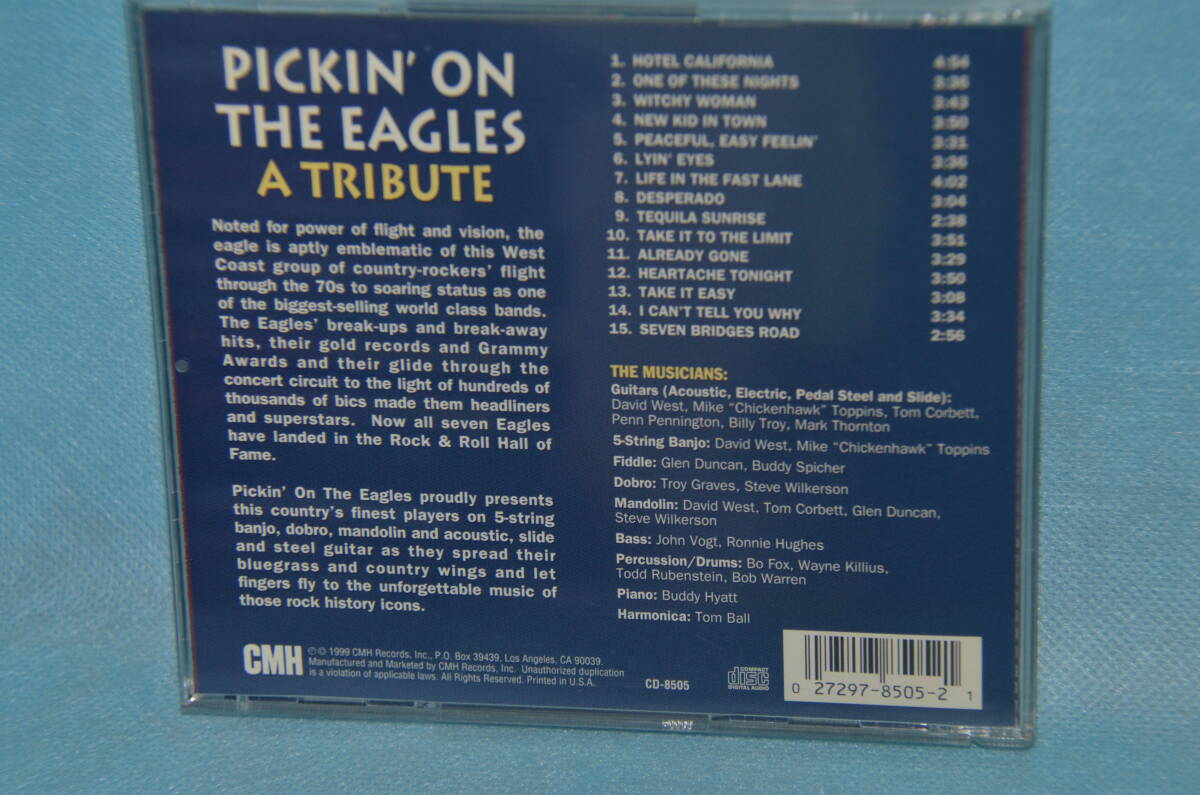 PICKIN' ON
THE EAGLES
A TRIBUTE
Noted for power of flight and vision, the
eagle is aptly emblematic of this West
Coast group of country-rockers' flight
through the 70s to soaring status as one
of the biggest-selling world class bands.
The Eagles' break-ups and break-away
hits, their gold records and Grammy
Awards and their glide through the
concert circuit to the light of hundreds of
thousands of bics made them headliners
and superstars. Now all seven Eagles
have landed in the Rock & Roll Hall of
Fame.
Pickin' On The Eagles proudly presents
this country's finest players on 5-string
banjo, dobro, mandolin and acoustic, slide
and steel guitar as they spread their
bluegrass and country wings and let
fingers fly to the unforgettable music of
those rock history icons.
1. HOTEL CALIFORNIA 4:54
2. ONE OF THESE NIGHTS 3:36
3. WITCHY WOMAN 3:43
4. NEW KID IN TOWN 3:50
5. PEACEFUL, EASY FEELIN' 3:31
6. LYIN' EYES 3:36
7. LIFE IN THE FAST LANE 4:02
8. DESPERADO 3:04
9. TEQUILA SUNRISE 2:38
10. TAKE IT TO THE LIMIT 3:51
11. ALREADY GONE 3:29
12. HEARTACHE TONIGHT 3:50
13. TAKE IT EASY 3:08
14. I CAN'T TELL YOU WHY 3:34
15. SEVEN BRIDGES ROAD 2:56
THE MUSICIANS:
Guitars (Acoustic, Electric, Pedal Steel and Slide):
David West, Mike "Chickenhawk" Toppins, Tom Corbett,
Penn Pennington, Billy Troy, Mark Thornton
5-String Banjo: David West, Mike "Chickenhawk" Toppins
Fiddle: Glen Duncan, Buddy Spicher
Dobro: Troy Graves, Steve Wilkerson
Mandolin: David West, Tom Corbett, Glen Duncan,
Steve Wilkerson
Bass: John Vogt, Ronnie Hughes
Percussion/Drums: Bo Fox, Wayne Killius,
Todd Rubenstein, Bob Warren
Piano: Buddy Hyatt
Harmonica: Tom Ball
CMH
℗© 1999 CMH Records, Inc., P.O. Box 39439, Los Angeles, CA 90039.
Manufactured and Marketed by CMH Records, Inc. Unauthorized duplication
is a violation of applicable laws. All Rights Reserved. Printed in U.S.A.
CD-8505
COMPACT
disc
DIGITAL AUDIO
0 27297-8505-2 1